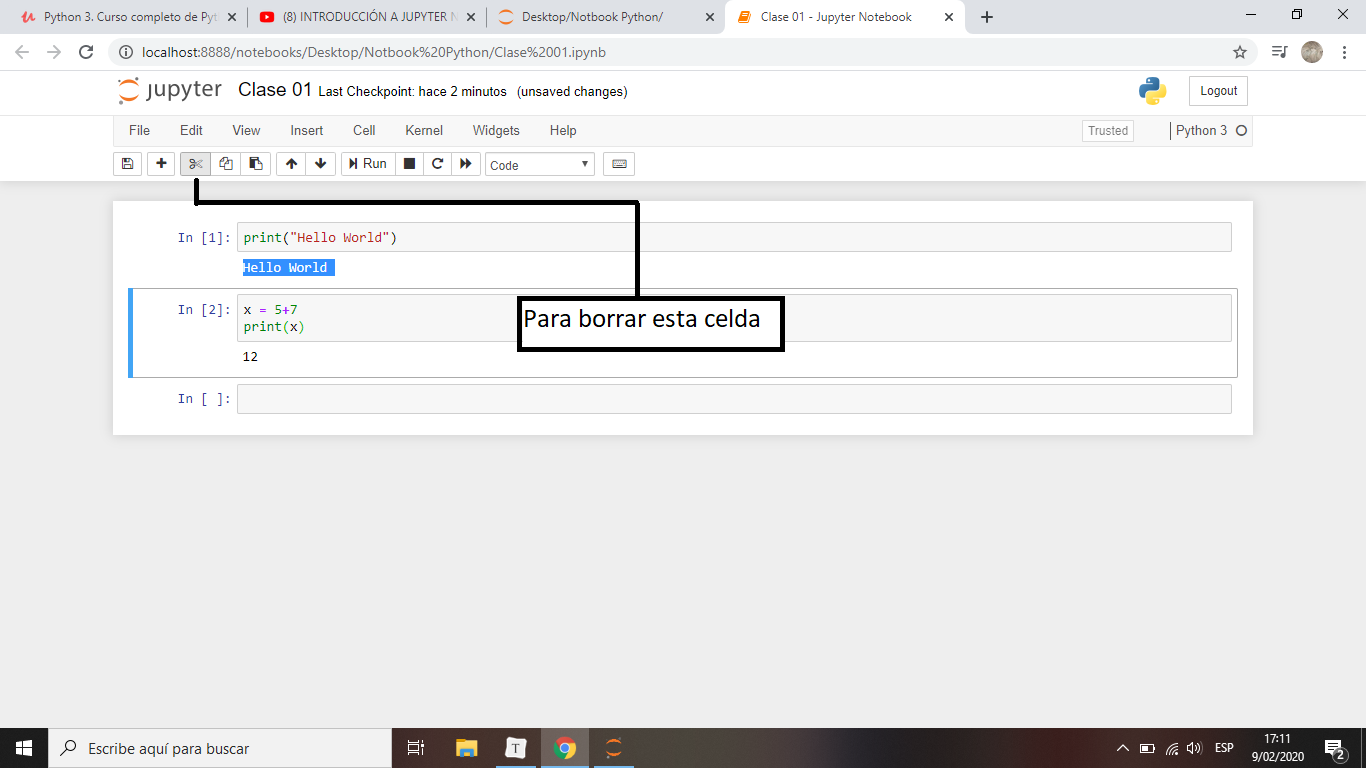 Python 3. Curso completo de Pyt
(8) INTRODUCCIÓN A JUPYTER N
Desktop/Notbook Python/
Clase 01 - Jupyter Notebook
localhost:8888/notebooks/Desktop/Notbook%20Python/Clase%2001.ipynb
jupyter Clase 01 Last Checkpoint: hace 2 minutos (unsaved changes)
Logout
File Edit View Insert Cell Kernel Widgets Help
Trusted
Python 3
Run
Code
In [1]: print("Hello World")
Hello World
In [2]: x = 5+7
print(x)
Para borrar esta celda
12
In [ ]:
Escribe aquí para buscar
T
ESP
17:11
9/02/2020
2